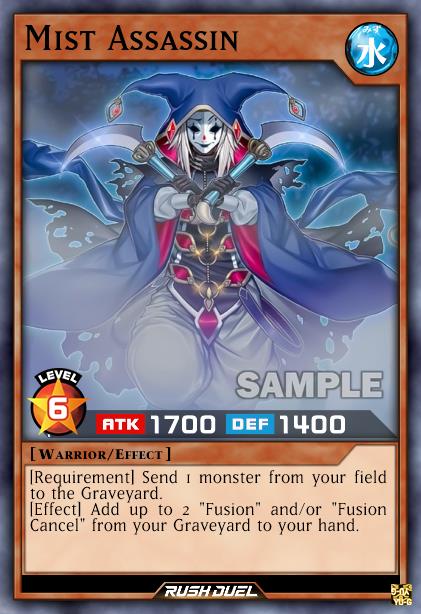 Mist Assassin
みず
水
SAMPLE
LEVEL
6
ATK 1700 DEF 1400
[Warrior/Effect]
[Requirement] Send 1 monster from your field
to the Graveyard.
[Effect] Add up to 2 "Fusion" and/or "Fusion
Cancel" from your Graveyard to your hand.
RUSH DUEL